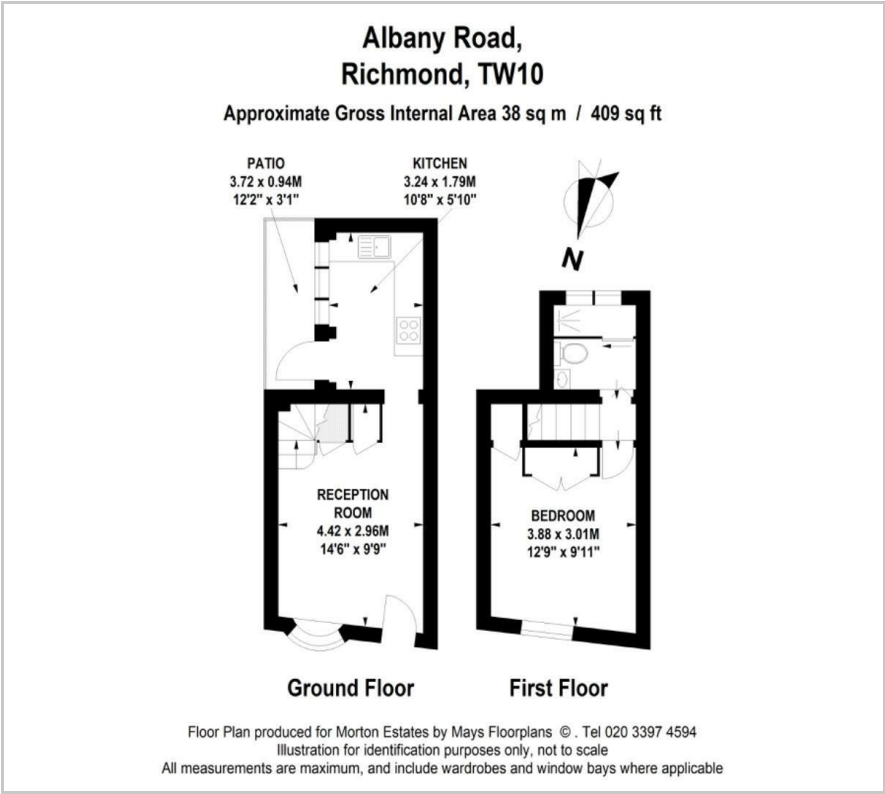 Albany Road,
Richmond, TW10
Approximate Gross Internal Area 38 sq m / 409 sq ft
PATIO
3.72 x 0.94M
12'2" x 3'1"
KITCHEN
3.24 x 1.79M
10'8" x 5'10"
N
RECEPTION
ROOM
4.42 x 2.96M
14'6" x 9'9"
BEDROOM
3.88 x 3.01M
12'9" x 9'11"
Ground Floor
First Floor
Floor Plan produced for Morton Estates by Mays Floorplans © . Tel 020 3397 4594
Illustration for identification purposes only, not to scale
All measurements are maximum, and include wardrobes and window bays where applicable